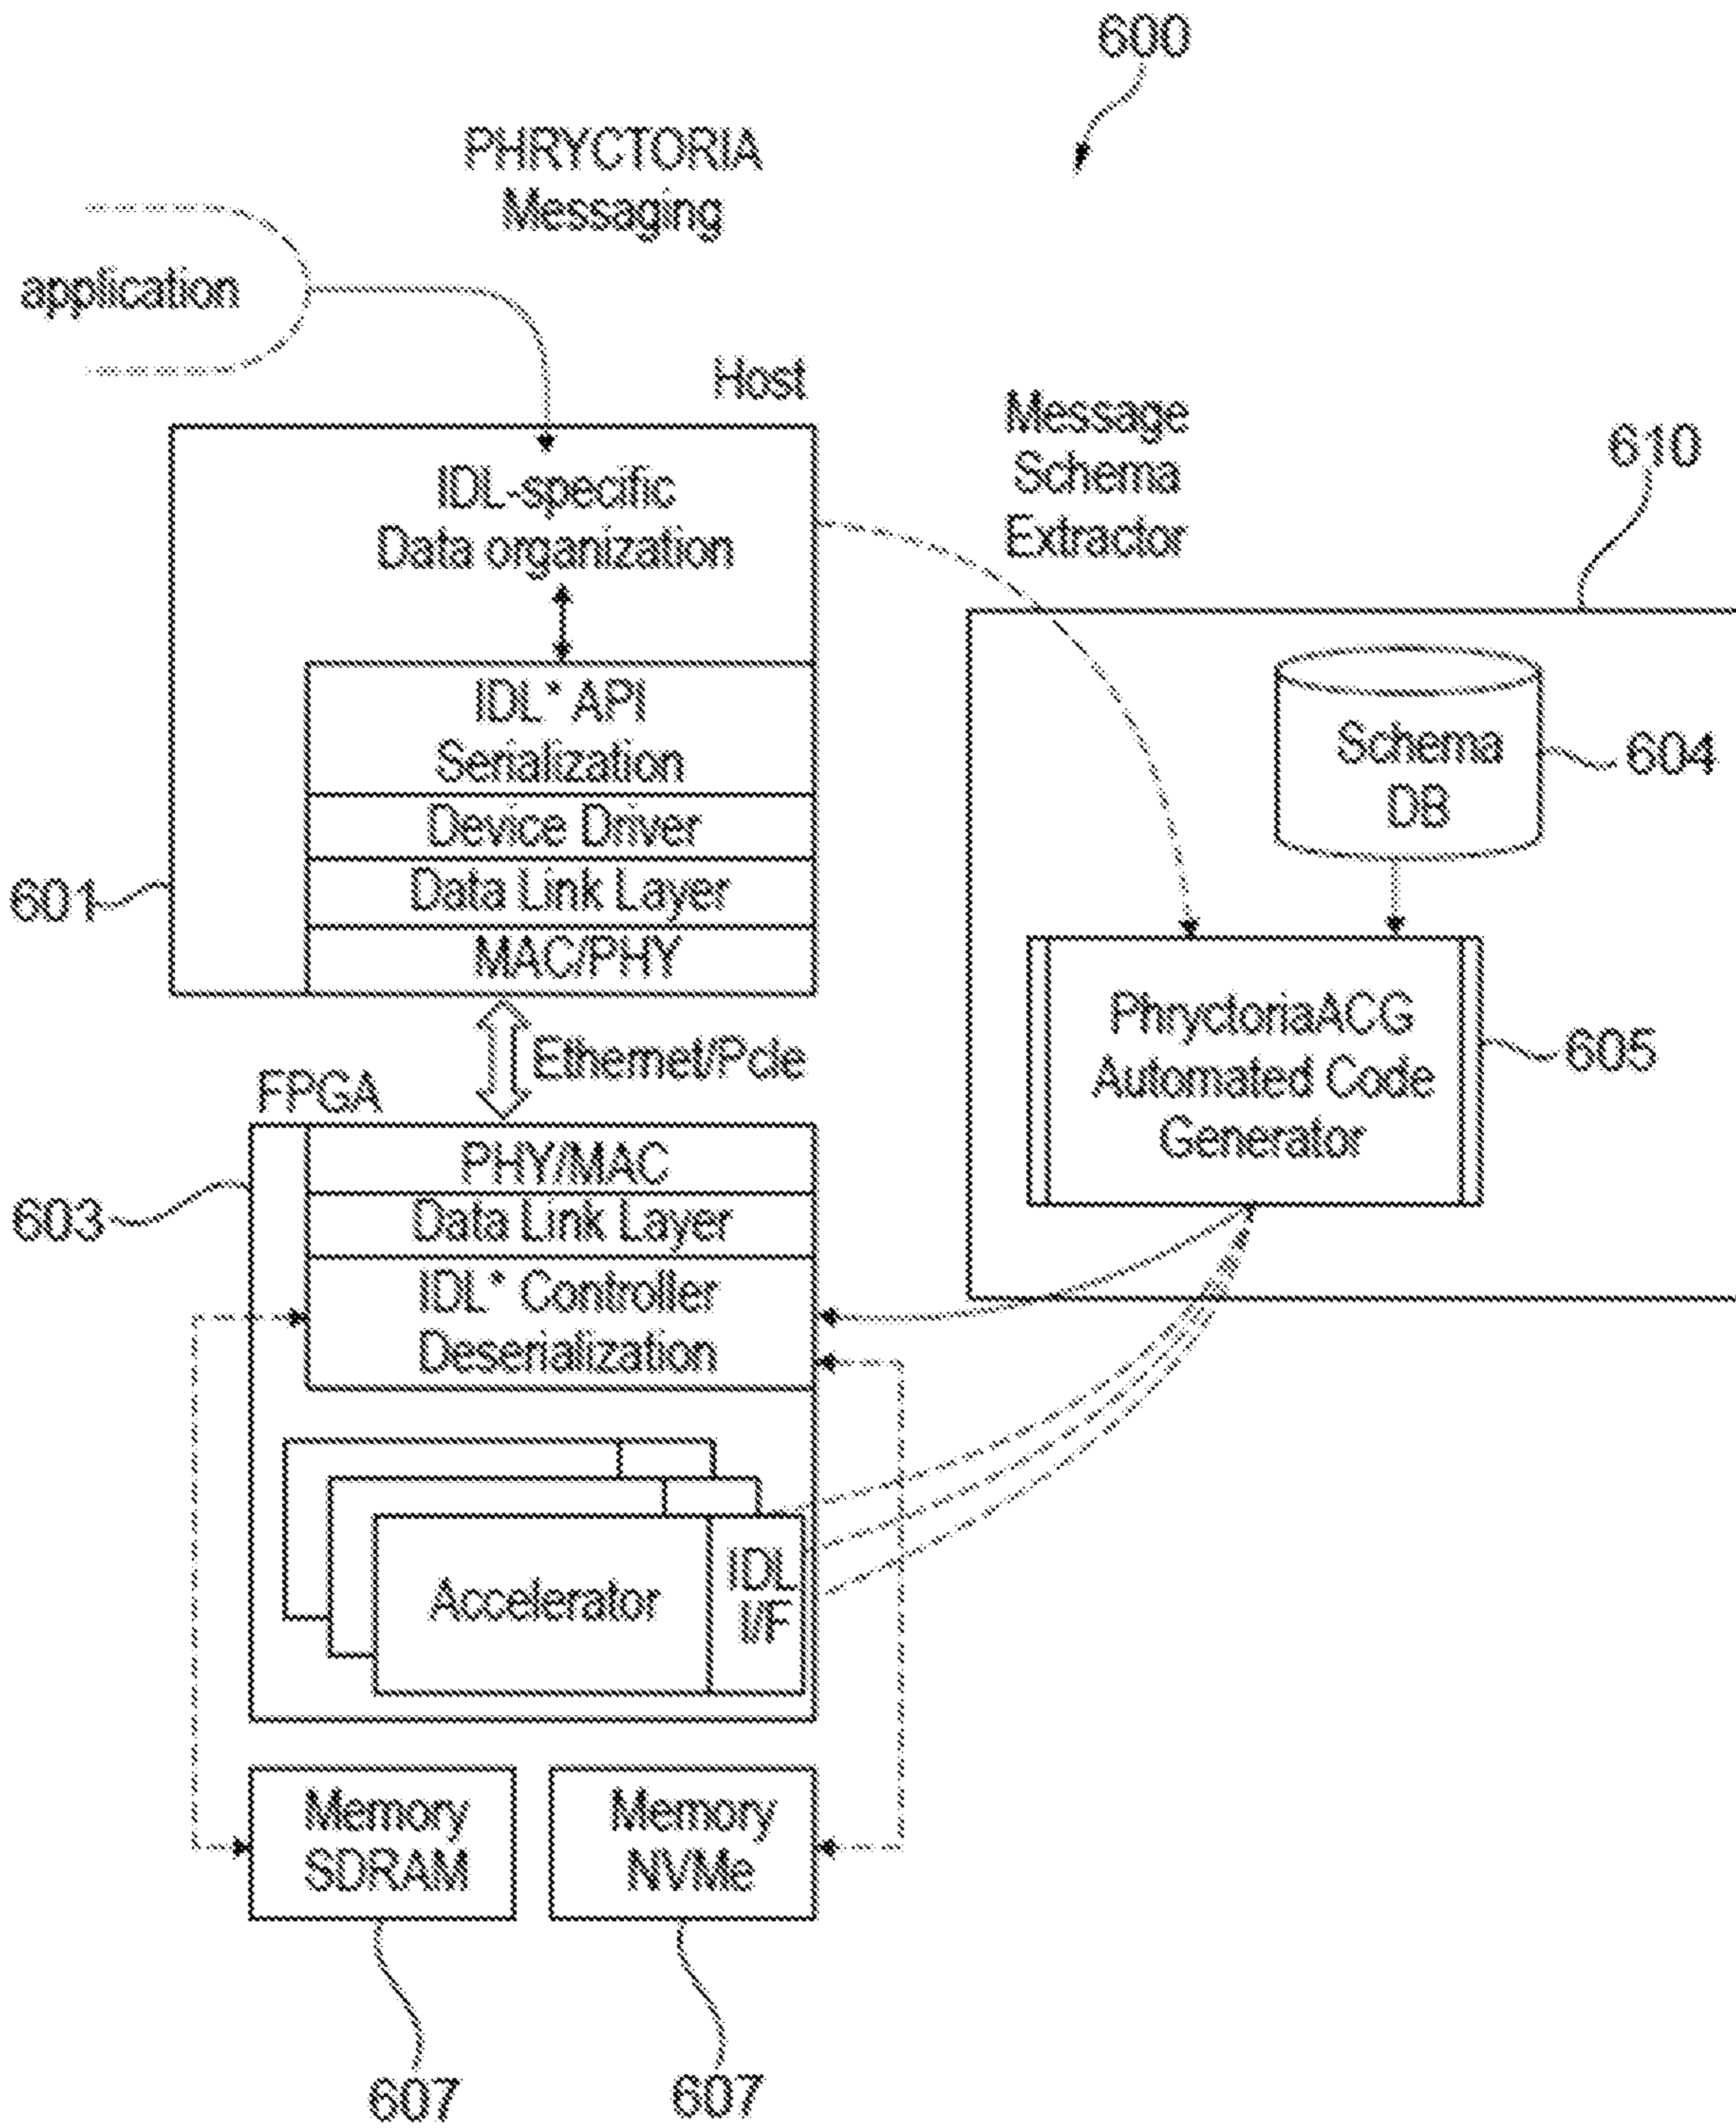 600
PHRYCTORIA
Messaging
application
Host
IDL-specific
Data organization
IDL* API
Serialization
Device Driver
Data Link Layer
MAC/PHY
601
Ethernet/Pcle
FPGA
PHY/MAC
Data Link Layer
IDL* Controller
Deserialization
603
Accelerator
IDL
I/F
Memory
SDRAM
Memory
NVMe
607
607
Message
Schema
Extractor
610
Schema
DB
604
PhryctoriaACG
Automated Code
Generator
605